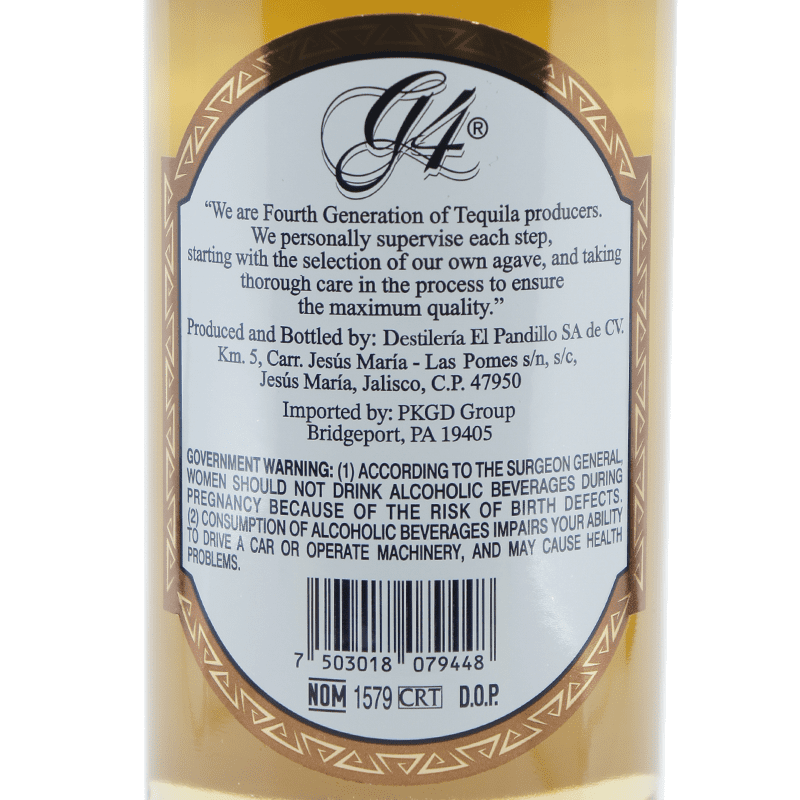 G4®
“We are Fourth Generation of Tequila producers.
We personally supervise each step,
starting with the selection of our own agave, and taking
thorough care in the process to ensure
the maximum quality.”
Produced and Bottled by: Destilería El Pandillo SA de CV.
Km. 5, Carr. Jesús María - Las Pomes s/n, s/c,
Jesús María, Jalisco, C.P. 47950
Imported by: PKGD Group
Bridgeport, PA 19405
GOVERNMENT WARNING: (1) ACCORDING TO THE SURGEON GENERAL,
WOMEN SHOULD NOT DRINK ALCOHOLIC BEVERAGES DURING
PREGNANCY BECAUSE OF THE RISK OF BIRTH DEFECTS.
(2) CONSUMPTION OF ALCOHOLIC BEVERAGES IMPAIRS YOUR ABILITY
TO DRIVE A CAR OR OPERATE MACHINERY, AND MAY CAUSE HEALTH
PROBLEMS.
7 503018 079448
NOM 1579 CRT D.O.P.